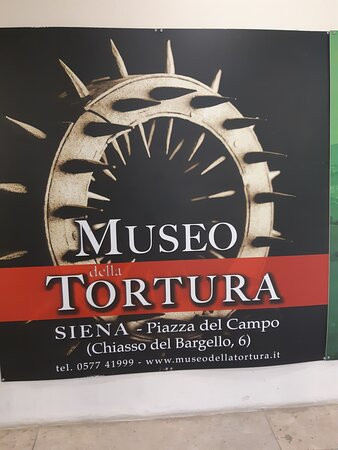 MUSEO
della
TORTURA
SIENA - Piazza del Campo
(Chiasso del Bargello, 6)
tel. 0577 41999 - www.museodellatortura.it